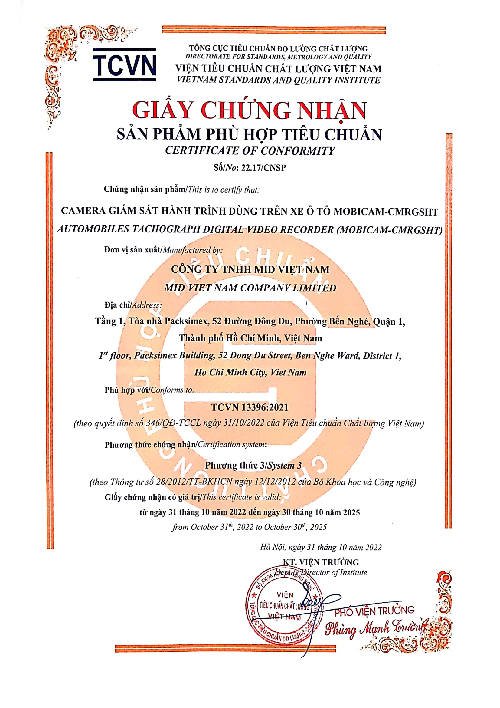 TCVN
TỔNG CỤC TIÊU CHUẨN ĐO LƯỜNG CHẤT LƯỢNG
DIRECTORATE FOR STANDARDS, METROLOGY AND QUALITY
VIỆN TIÊU CHUẨN CHẤT LƯỢNG VIỆT NAM
VIETNAM STANDARDS AND QUALITY INSTITUTE
GIẤY CHỨNG NHẬN
SẢN PHẨM PHÙ HỢP TIÊU CHUẨN
CERTIFICATE OF CONFORMITY
Số/No: 22.17/CNSP
Chứng nhận sản phẩm/This is to certify that:
CAMERA GIÁM SÁT HÀNH TRÌNH DÙNG TRÊN XE Ô TÔ MOBICAM-CMRGSHT
AUTOMOBILES TACHOGRAPH DIGITAL VIDEO RECORDER (MOBICAM-CMRGSHT)
Đơn vị sản xuất/Manufactured by:
CÔNG TY TNHH MID VIỆT NAM
MID VIET NAM COMPANY LIMITED
Địa chỉ/Address:
Tầng 1, Tòa nhà Packsimex, 52 Đường Đông Du, Phường Bến Nghé, Quận 1,
Thành phố Hồ Chí Minh, Việt Nam
1st floor, Packsimex Building, 52 Dong Du Street, Ben Nghe Ward, District 1,
Ho Chi Minh City, Viet Nam
Phù hợp với/Conforms to:
TCVN 13396:2021
(theo quyết định số 346/QĐ-TCCL ngày 31/10/2022 của Viện Tiêu chuẩn Chất lượng Việt Nam)
Phương thức chứng nhận/Certification system:
Phương thức 3/System 3
(theo Thông tư số 28/2012/TT-BKHCN ngày 12/12/2012 của Bộ Khoa học và Công nghệ)
Giấy chứng nhận có giá trị/This certificate is valid:
từ ngày 31 tháng 10 năm 2022 đến ngày 30 tháng 10 năm 2025
from October 31st, 2022 to October 30st, 2025
Hà Nội, ngày 31 tháng 10 năm 2022
KT. VIỆN TRƯỞNG
Deputy Director of Institute
VIỆN
TIÊU CHUẨN CHẤT LƯỢNG
VIỆT NAM
PHÓ VIỆN TRƯỞNG
Phùng Mạnh Trường